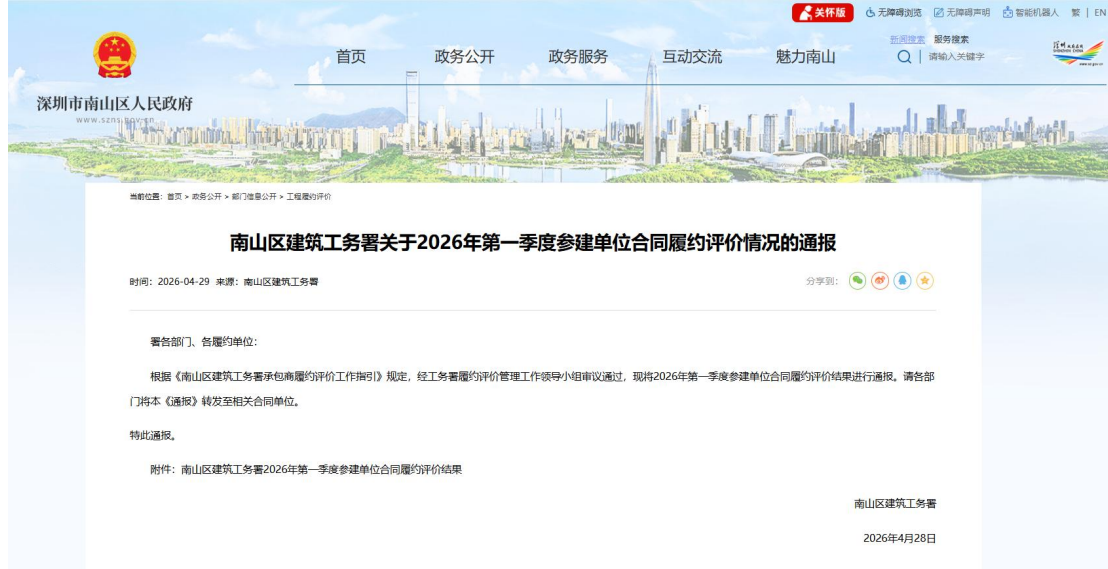 关怀版 无障碍浏览 无障碍声明 智能机器人 繁 | EN
新闻搜索 服务搜索
首页 政务公开 政务服务 互动交流 魅力南山
请输入关键字
深圳市南山区人民政府
www.szns.gov.cn
当前位置：首页 > 政务公开 > 部门信息公开 > 工程履约评价
南山区建筑工务署关于2026年第一季度参建单位合同履约评价情况的通报
时间：2026-04-29 来源：南山区建筑工务署
分享到：
署各部门、各履约单位：
根据《南山区建筑工务署承包商履约评价工作指引》规定，经工务署履约评价管理工作领导小组审议通过，现将2026年第一季度参建单位合同履约评价结果进行通报。请各部
门将本《通报》转发至相关合同单位。
特此通报。
附件：南山区建筑工务署2026年第一季度参建单位合同履约评价结果
南山区建筑工务署
2026年4月28日